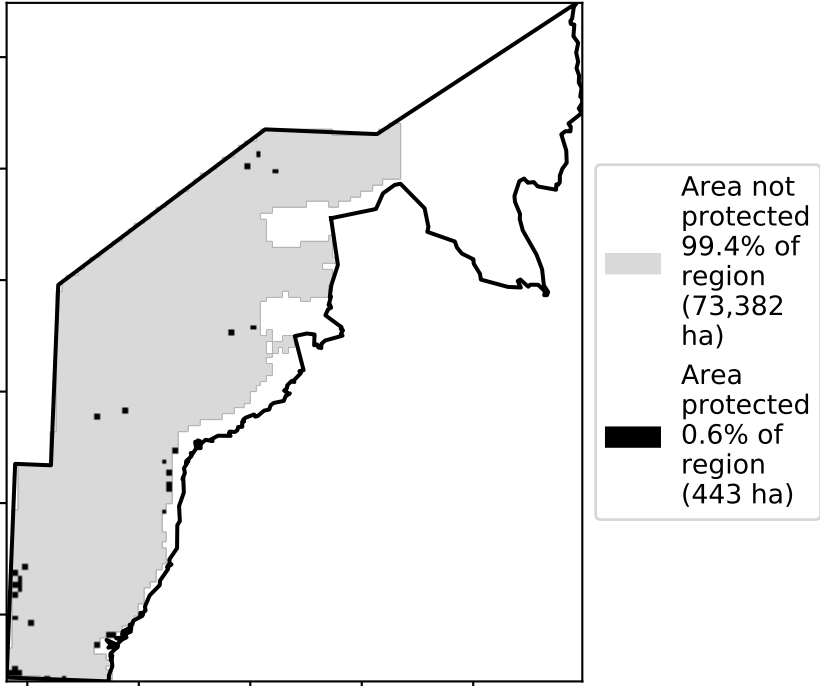 Area not
protected
99.4% of
region
(73,382
ha)
Area
protected
0.6% of
region
(443 ha)